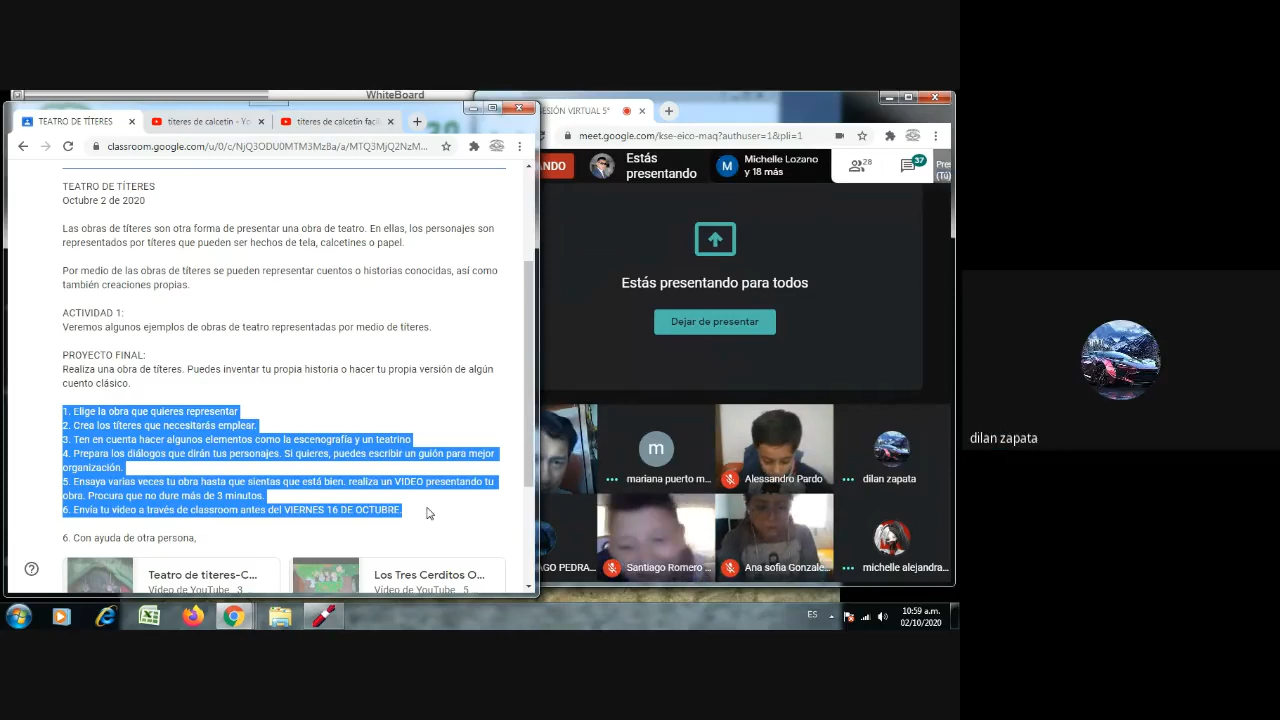 WhiteBoard
TEATRO DE TÍTERES
titeres de calcetin - Yo
titeres de calcetin facil
ESIÓN VIRTUAL 5°
classroom.google.com/u/
meet.google.com/kse-eico-maq?authuser=1&pli=1
TEATRO DE TÍTERES
Octubre 2 de 2020
Las obras de títeres son otra forma de presentar una obra de teatro. En ellas, los personajes son
representados por títeres que pueden ser hechos de tela, calcetines o papel.
Por medio de las obras de títeres se pueden representar cuentos o historias conocidas, así como
también creaciones propias.
ACTIVIDAD 1:
Veremos algunos ejemplos de obras de teatro representadas por medio de títeres.
PROYECTO FINAL:
Realiza una obra de títeres. Puedes inventar tu propia historia o hacer tu propia versión de algún
cuento clásico.
1. Elige la obra que quieres representar
2. Crea los títeres que necesitarás emplear.
3. Ten en cuenta hacer algunos elementos como la escenografía y un teatrino
4. Prepara los diálogos que dirán tus personajes. Si quieres, puedes escribir un guión para mejor
organización.
5. Ensaya varias veces tu obra hasta que sientas que está bien. realiza un VIDEO presentando tu
obra. Procura que no dure más de 3 minutos.
6. Envía tu video a través de classroom antes del VIERNES 16 DE OCTUBRE.
6. Con ayuda de otra persona,
Teatro de titeres-C...
Vídeo de YouTube 3
Los Tres Cerditos O...
Vídeo de YouTube 5
ANDO
Estás
presentando
M
Michelle Lozano
y 18 más
28
37
Pres
(Tú)
Estás presentando para todos
Dejar de presentar
m
mariana puerto m...
Alessandro Pardo
dilan zapata
AGO PEDRA...
Santiago Romero
Ana sofia Gonzale...
michelle alejandra...
dilan zapata
ES
10:59 a.m.
02/10/2020